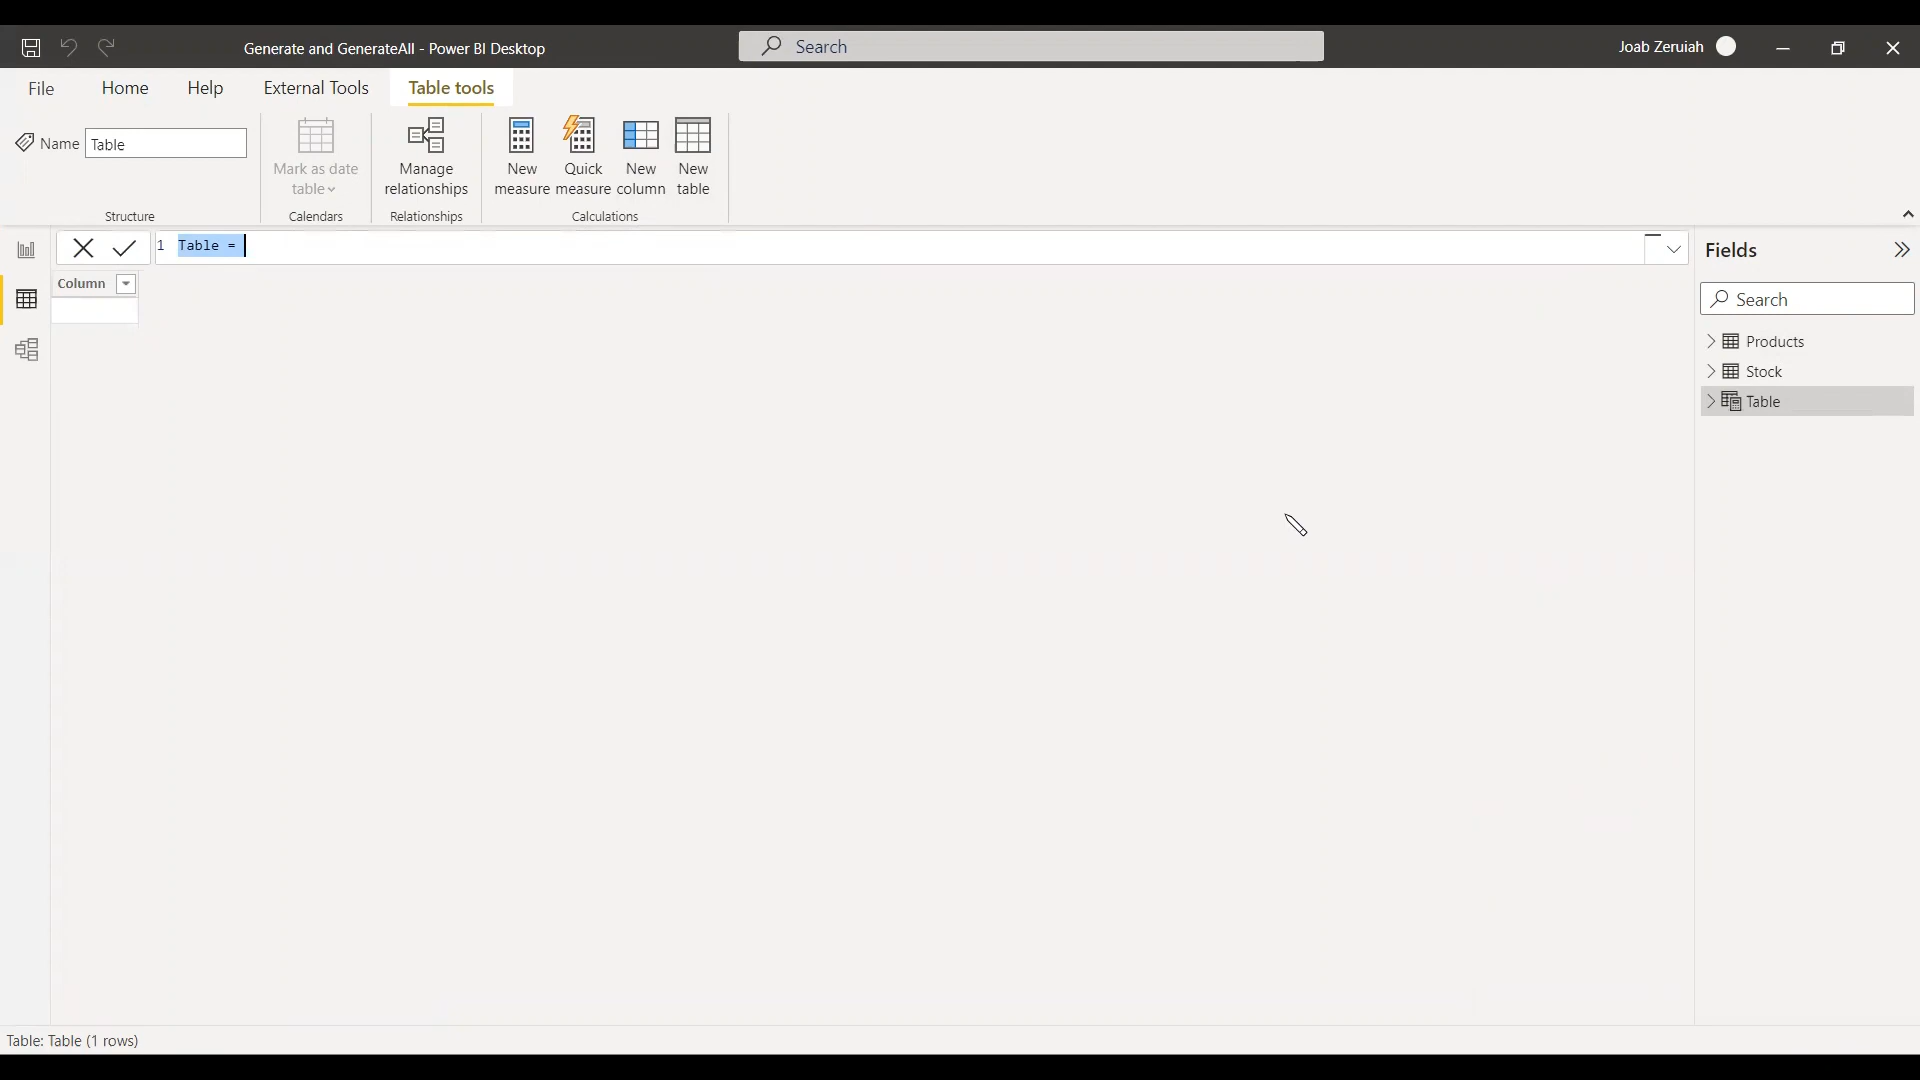 Generate and GenerateAll - Power BI Desktop
Search
Joab Zeruiah
File
Home
Help
External Tools
Table tools
Name
Table
Mark as date
table
Manage
relationships
New
measure
Quick
measure
New
column
New
table
Structure
Calendars
Relationships
Calculations
1 Table =
Column
Fields
Search
Products
Stock
Table
Table: Table (1 rows)